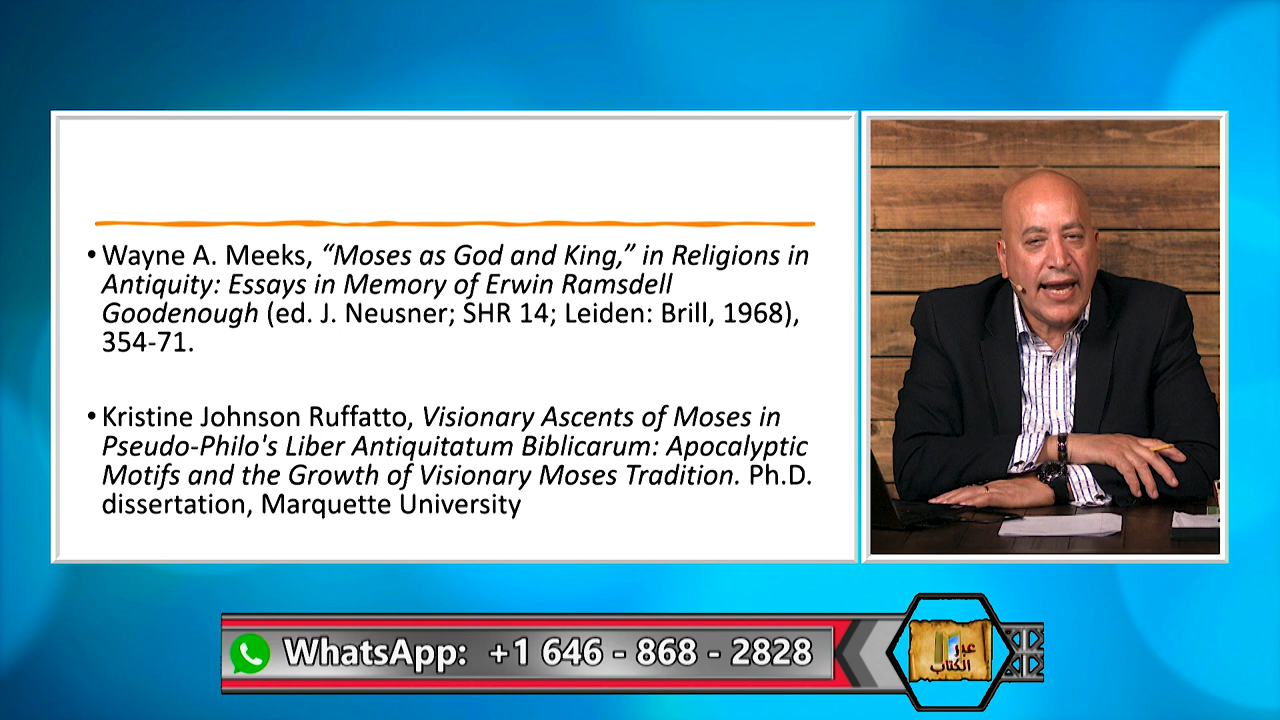 • Wayne A. Meeks, “Moses as God and King,” in Religions in
Antiquity: Essays in Memory of Erwin Ramsdell
Goodenough (ed. J. Neusner; SHR 14; Leiden: Brill, 1968),
354-71.
• Kristine Johnson Ruffatto, Visionary Ascents of Moses in
Pseudo-Philo's Liber Antiquitatum Biblicarum: Apocalyptic
Motifs and the Growth of Visionary Moses Tradition. Ph.D.
dissertation, Marquette University
WhatsApp: +1 646 - 868 - 2828
عبر
الكتاب